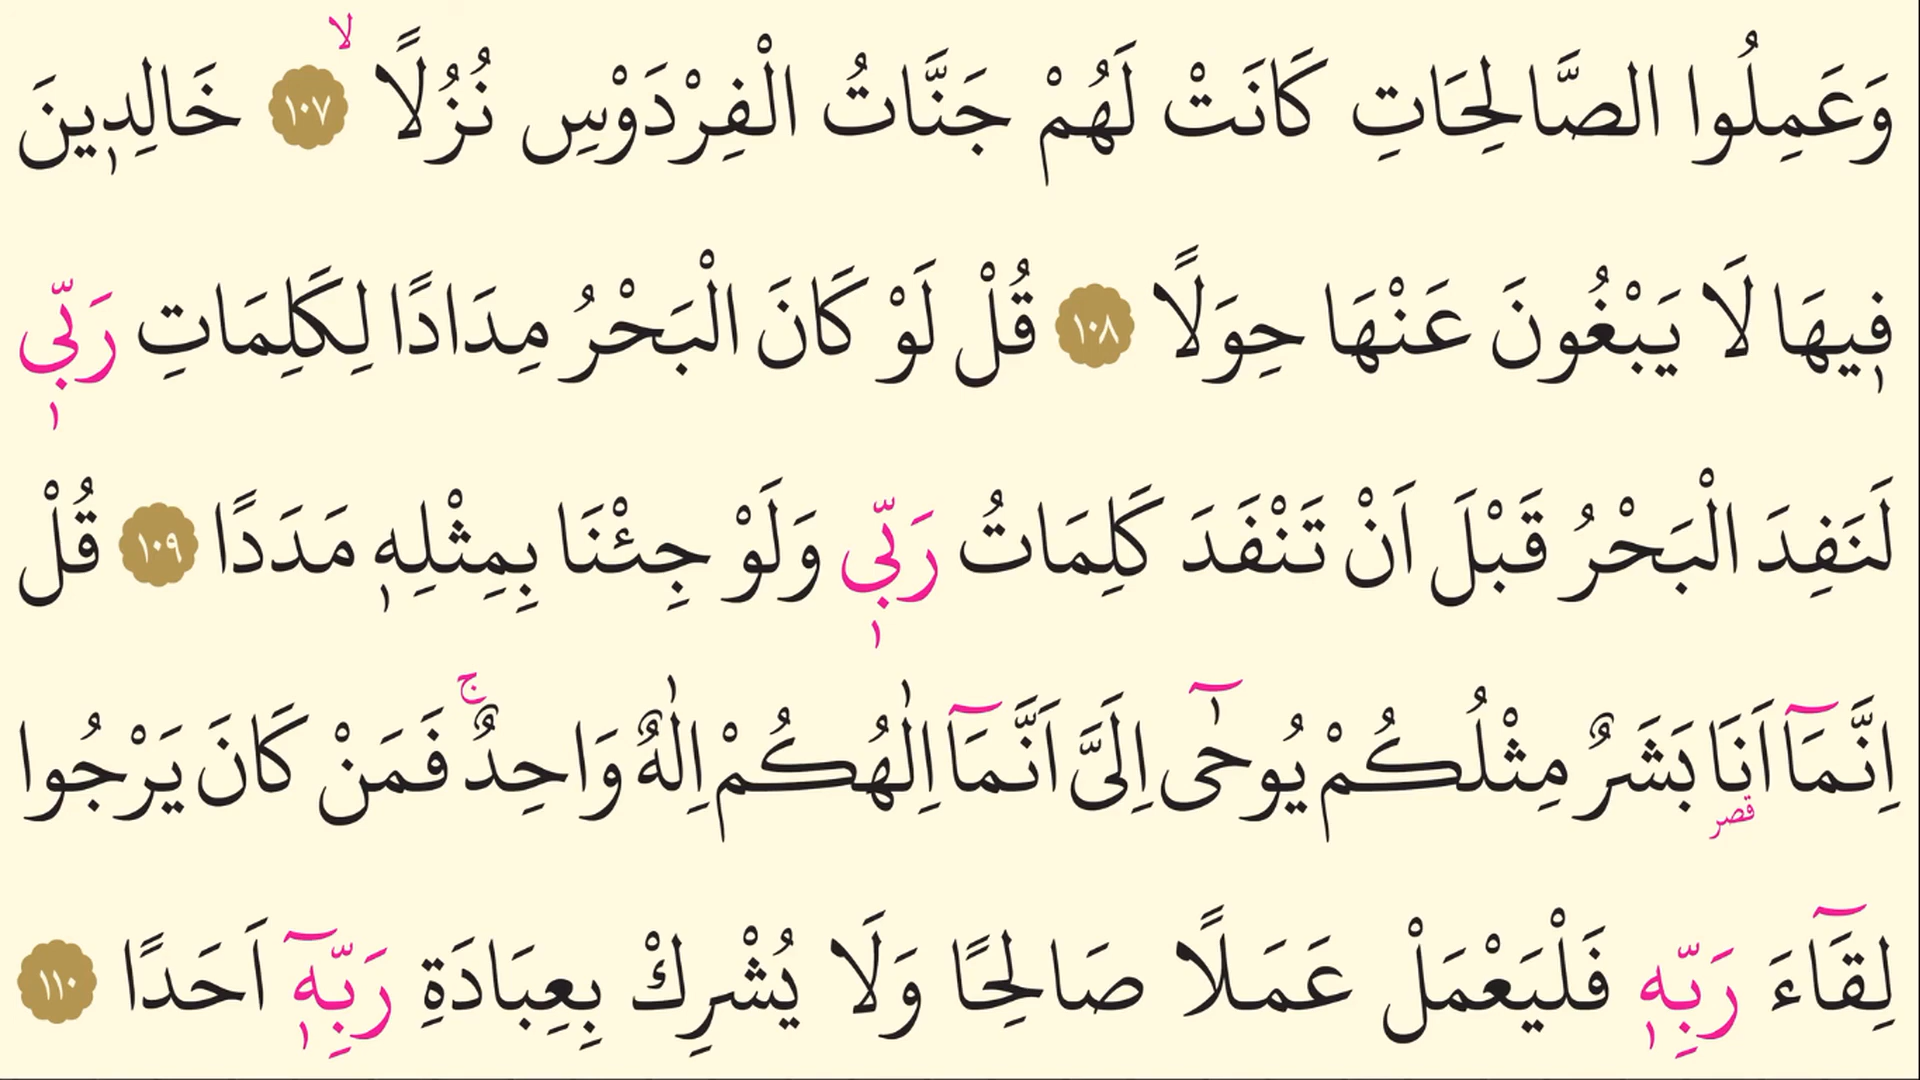 وَعَمِلُوا الصَّالِحَاتِ كَانَتْ لَهُمْ جَنَّاتُ الْفِرْدَوْسِ نُزُلًاۙ ﴿١٠٧﴾ خَالِدٖينَ
فٖيهَا لَا يَبْغُونَ عَنْهَا حِوَلًا ﴿١٠٨﴾ قُلْ لَوْ كَانَ الْبَحْرُ مِدَادًا لِكَلِمَاتِ رَبّٖي
لَنَفِدَ الْبَحْرُ قَبْلَ اَنْ تَنْفَدَ كَلِمَاتُ رَبّٖي وَلَوْ جِئْنَا بِمِثْلِهٖ مَدَدًا ﴿١٠٩﴾ قُلْ
اِنَّمَٓا اَنَا۬ قصر بَشَرٌ مِثْلُكُمْ يُوحٰٓى اِلَيَّ اَنَّمَٓا اِلٰهُكُمْ اِلٰهٌ وَاحِدٌۚ فَمَنْ كَانَ يَرْجُوا
لِقَٓاءَ رَبِّهٖ فَلْيَعْمَلْ عَمَلًا صَالِحًا وَلَا يُشْرِكْ بِعِبَادَةِ رَبِّهٖٓ اَحَدًا ﴿١١٠﴾